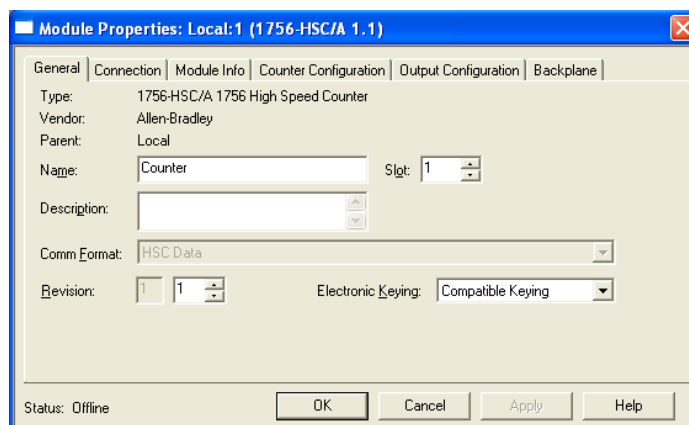 Module Properties: Local:1 (1756-HSC/A 1.1)
General Connection Module Info Counter Configuration Output Configuration Backplane
Type: 1756-HSC/A 1756 High Speed Counter
Vendor: Allen-Bradley
Parent: Local
Name: Counter Slot: 1
Description:
Comm Format: HSC Data
Revision: 1 1 Electronic Keying: Compatible Keying
Status: Offline OK Cancel Apply Help